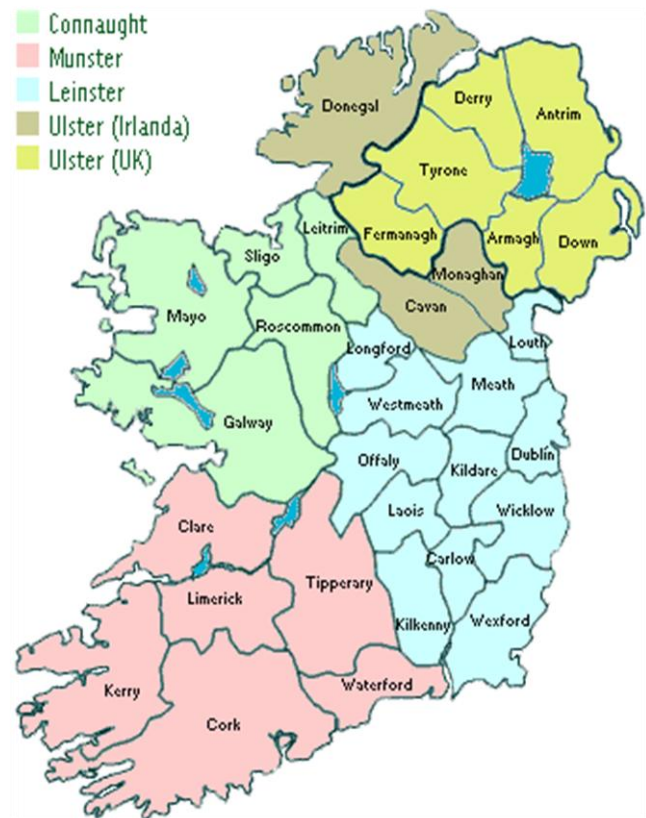 Connaught
Munster
Leinster
Ulster (Irlanda)
Ulster (UK)
Donegal
Derry
Antrim
Tyrone
Fermanagh
Armagh
Down
Monaghan
Cavan
Leitrim
Sligo
Mayo
Roscommon
Galway
Longford
Louth
Meath
Westmeath
Dublín
Offaly
Kildare
Laois
Wicklow
Carlow
Kilkenny
Wexford
Clare
Tipperary
Limerick
Waterford
Kerry
Cork